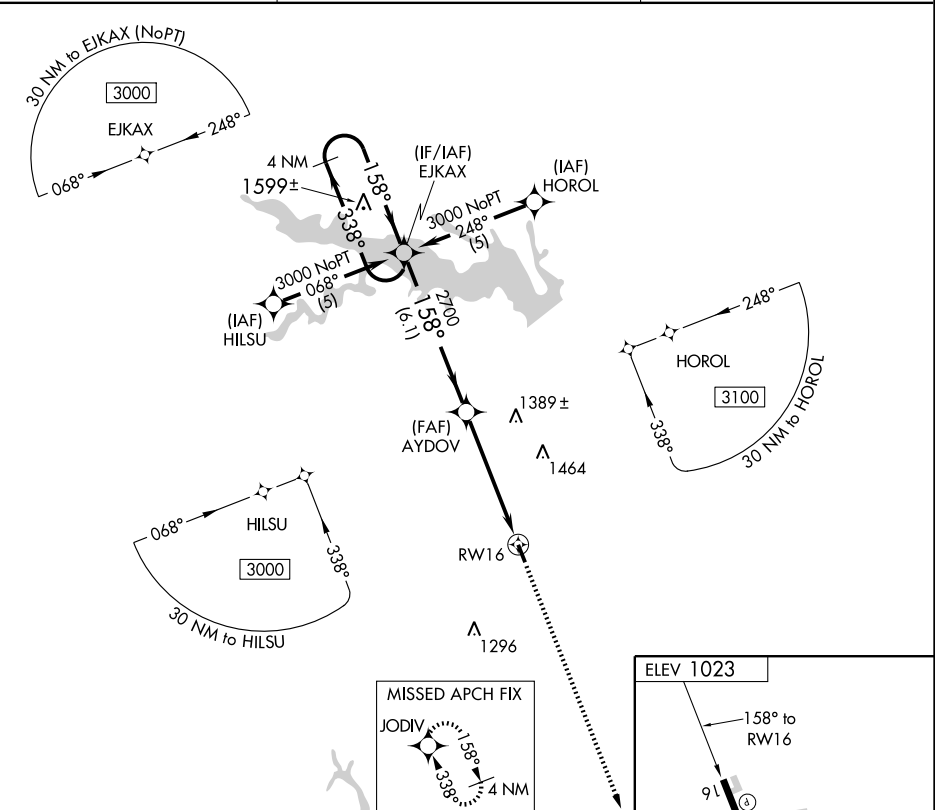 30 NM to EJKAX (NoPT)
3000
EJKAX
248°
068°
4 NM
1599±
158°
338°
(IF/IAF)
EJKAX
(IAF)
HOROL
3000 NoPT
248°
(5)
3000 NoPT
068°
(5)
(IAF)
HILSU
2700
158°
(6.1)
248°
HOROL
3100
338°
30 NM to HOROL
(FAF)
AYDOV
1389±
1464
068°
HILSU
3000
338°
30 NM to HILSU
RW16
1296
MISSED APCH FIX
JODIV
158°
338°
4 NM
ELEV 1023
158° to
RW16
16
P